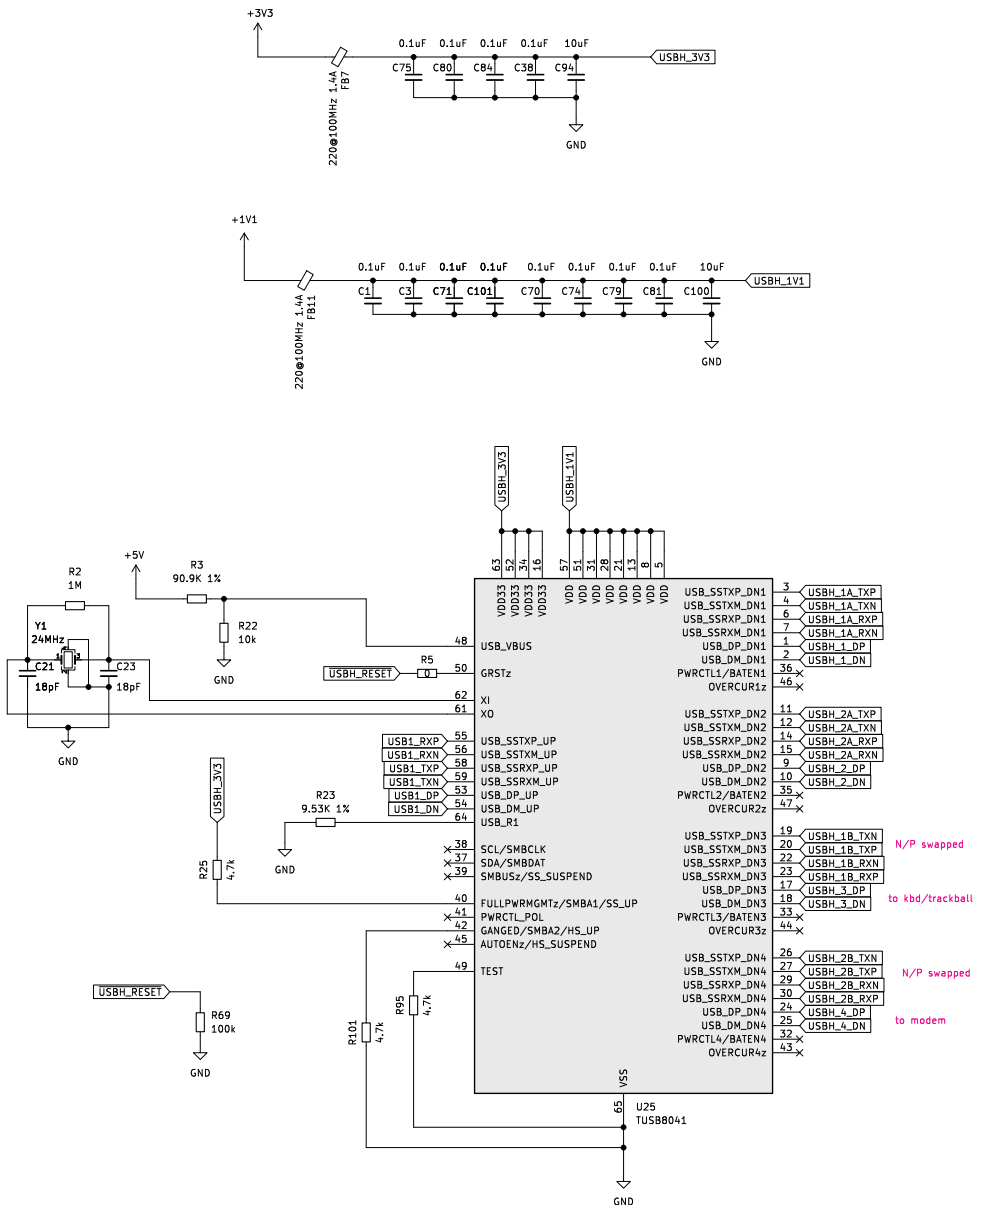 +3V3
0.1uF 0.1uF 0.1uF 0.1uF 10uF
USBH_3V3
C75 C80 C84 C38 C94
FB7
220@100MHz 1.4A
GND
+1V1
0.1uF 0.1uF 0.1uF 0.1uF 0.1uF 0.1uF 0.1uF 0.1uF 10uF
USBH_1V1
C1 C3 C71 C101 C70 C74 C79 C81 C100
FB11
220@100MHz 1.4A
GND
USBH_3V3
USBH_1V1
63 52 34 16 57 51 31 28 21 13 8 5
VDD33 VDD33 VDD33 VDD33 VDD VDD VDD VDD VDD VDD VDD VDD
+5V
R3
90.9K 1%
R2
1M
R22
10k
GND
Y1
24MHz
1 3
C21
18pF
C23
18pF
GND
48 USB_VBUS
USBH_RESET R5 0 50 GRSTz
62 XI
61 XO
USB1_RXP 55 USB_SSTXP_UP
USB1_RXN 56 USB_SSTXM_UP
USB1_TXP 58 USB_SSRXP_UP
USB1_TXN 59 USB_SSRXM_UP
USB1_DP 53 USB_DP_UP
USB1_DN 54 USB_DM_UP
R23
9.53K 1%
64 USB_R1
GND
38 SCL/SMBCLK
37 SDA/SMBDAT
39 SMBUSz/SS_SUSPEND
USBH_3V3
R25
4.7k
40 FULLPWRMGMTz/SMBA1/SS_UP
41 PWRCTL_POL
42 GANGED/SMBA2/HS_UP
45 AUTOENz/HS_SUSPEND
49 TEST
USB_SSTXP_DN1 3 USBH_1A_TXP
USB_SSTXM_DN1 4 USBH_1A_TXN
USB_SSRXP_DN1 6 USBH_1A_RXP
USB_SSRXM_DN1 7 USBH_1A_RXN
USB_DP_DN1 1 USBH_1_DP
USB_DM_DN1 2 USBH_1_DN
PWRCTL1/BATEN1 36
OVERCUR1z 46
USB_SSTXP_DN2 11 USBH_2A_TXP
USB_SSTXM_DN2 12 USBH_2A_TXN
USB_SSRXP_DN2 14 USBH_2A_RXP
USB_SSRXM_DN2 15 USBH_2A_RXN
USB_DP_DN2 9 USBH_2_DP
USB_DM_DN2 10 USBH_2_DN
PWRCTL2/BATEN2 35
OVERCUR2z 47
USB_SSTXP_DN3 19 USBH_1B_TXN
USB_SSTXM_DN3 20 USBH_1B_TXP
N/P swapped
USB_SSRXP_DN3 22 USBH_1B_RXN
USB_SSRXM_DN3 23 USBH_1B_RXP
USB_DP_DN3 17 USBH_3_DP
to kbd/trackball
USB_DM_DN3 18 USBH_3_DN
PWRCTL3/BATEN3 33
OVERCUR3z 44
USB_SSTXP_DN4 26 USBH_2B_TXN
USB_SSTXM_DN4 27 USBH_2B_TXP
N/P swapped
USB_SSRXP_DN4 29 USBH_2B_RXN
USB_SSRXM_DN4 30 USBH_2B_RXP
USB_DP_DN4 24 USBH_4_DP
to modem
USB_DM_DN4 25 USBH_4_DN
PWRCTL4/BATEN4 32
OVERCUR4z 43
USBH_RESET
R69
100k
GND
R101
4.7k
R95
4.7k
VSS
65
U25
TUSB8041
GND